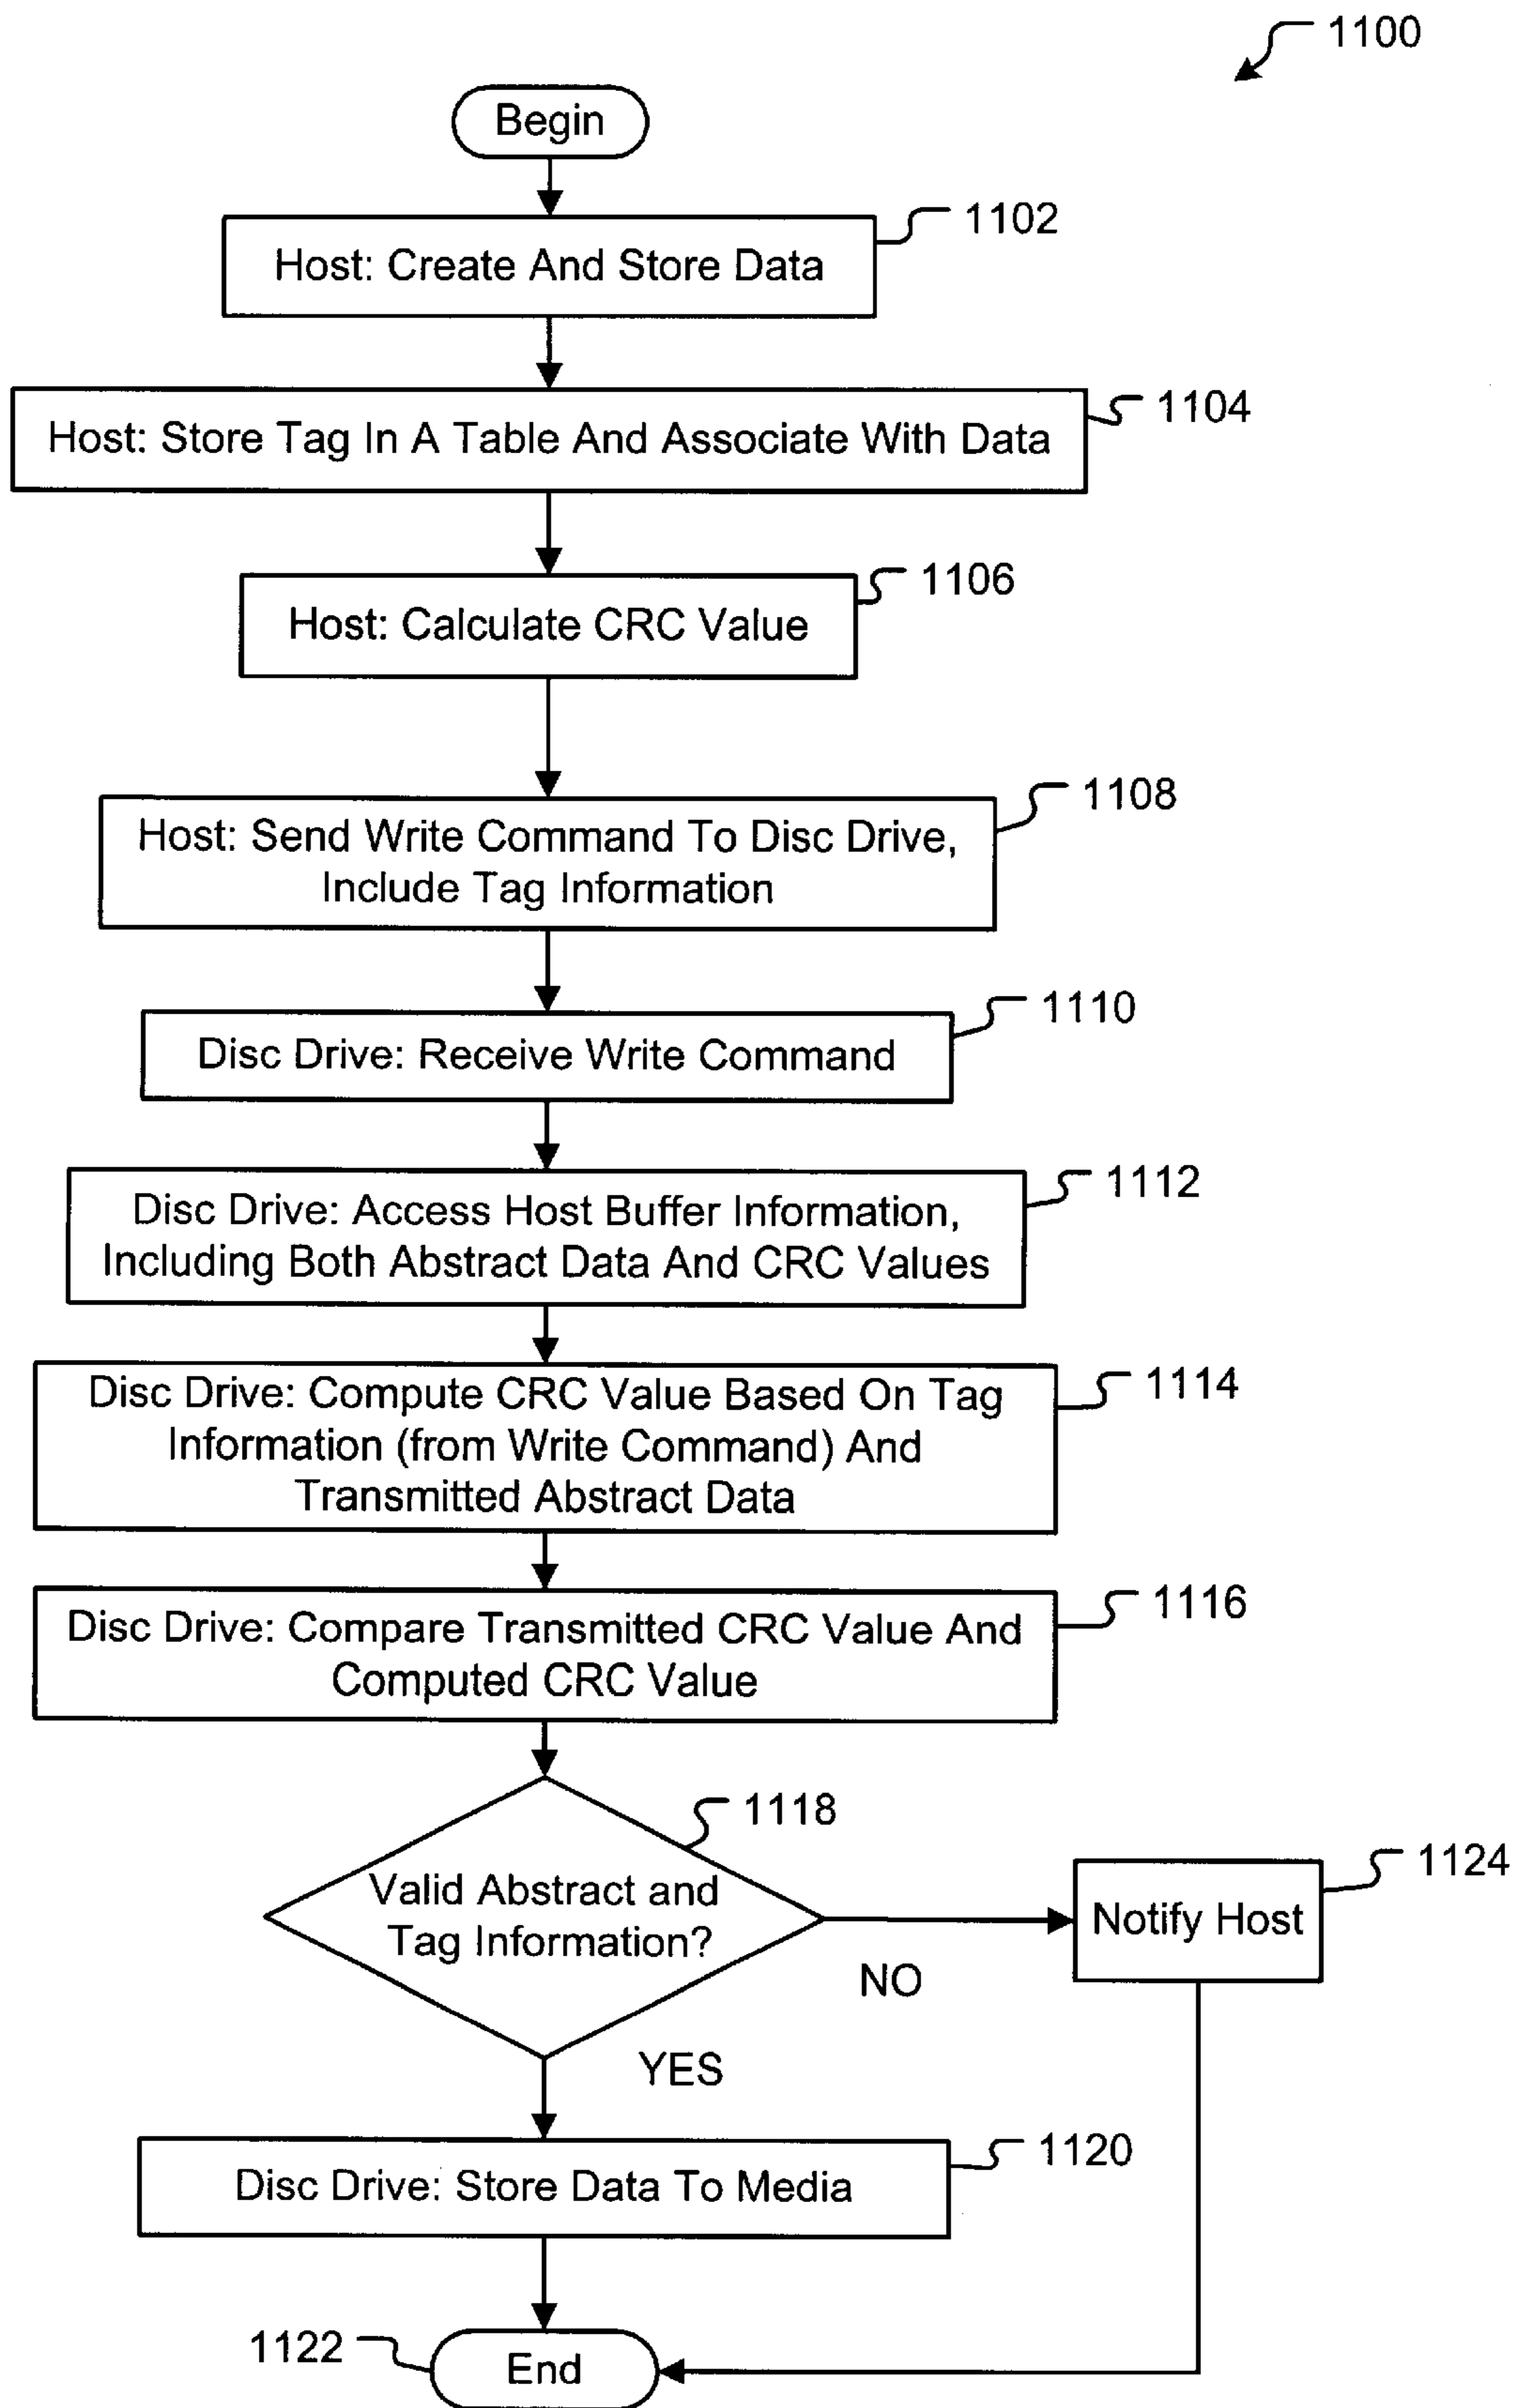 1100
Begin
1102
Host: Create And Store Data
1104
Host: Store Tag In A Table And Associate With Data
1106
Host: Calculate CRC Value
1108
Host: Send Write Command To Disc Drive,
Include Tag Information
1110
Disc Drive: Receive Write Command
1112
Disc Drive: Access Host Buffer Information,
Including Both Abstract Data And CRC Values
1114
Disc Drive: Compute CRC Value Based On Tag
Information (from Write Command) And
Transmitted Abstract Data
1116
Disc Drive: Compare Transmitted CRC Value And
Computed CRC Value
1118
Valid Abstract and
Tag Information?
1124
Notify Host
NO
YES
1120
Disc Drive: Store Data To Media
1122
End